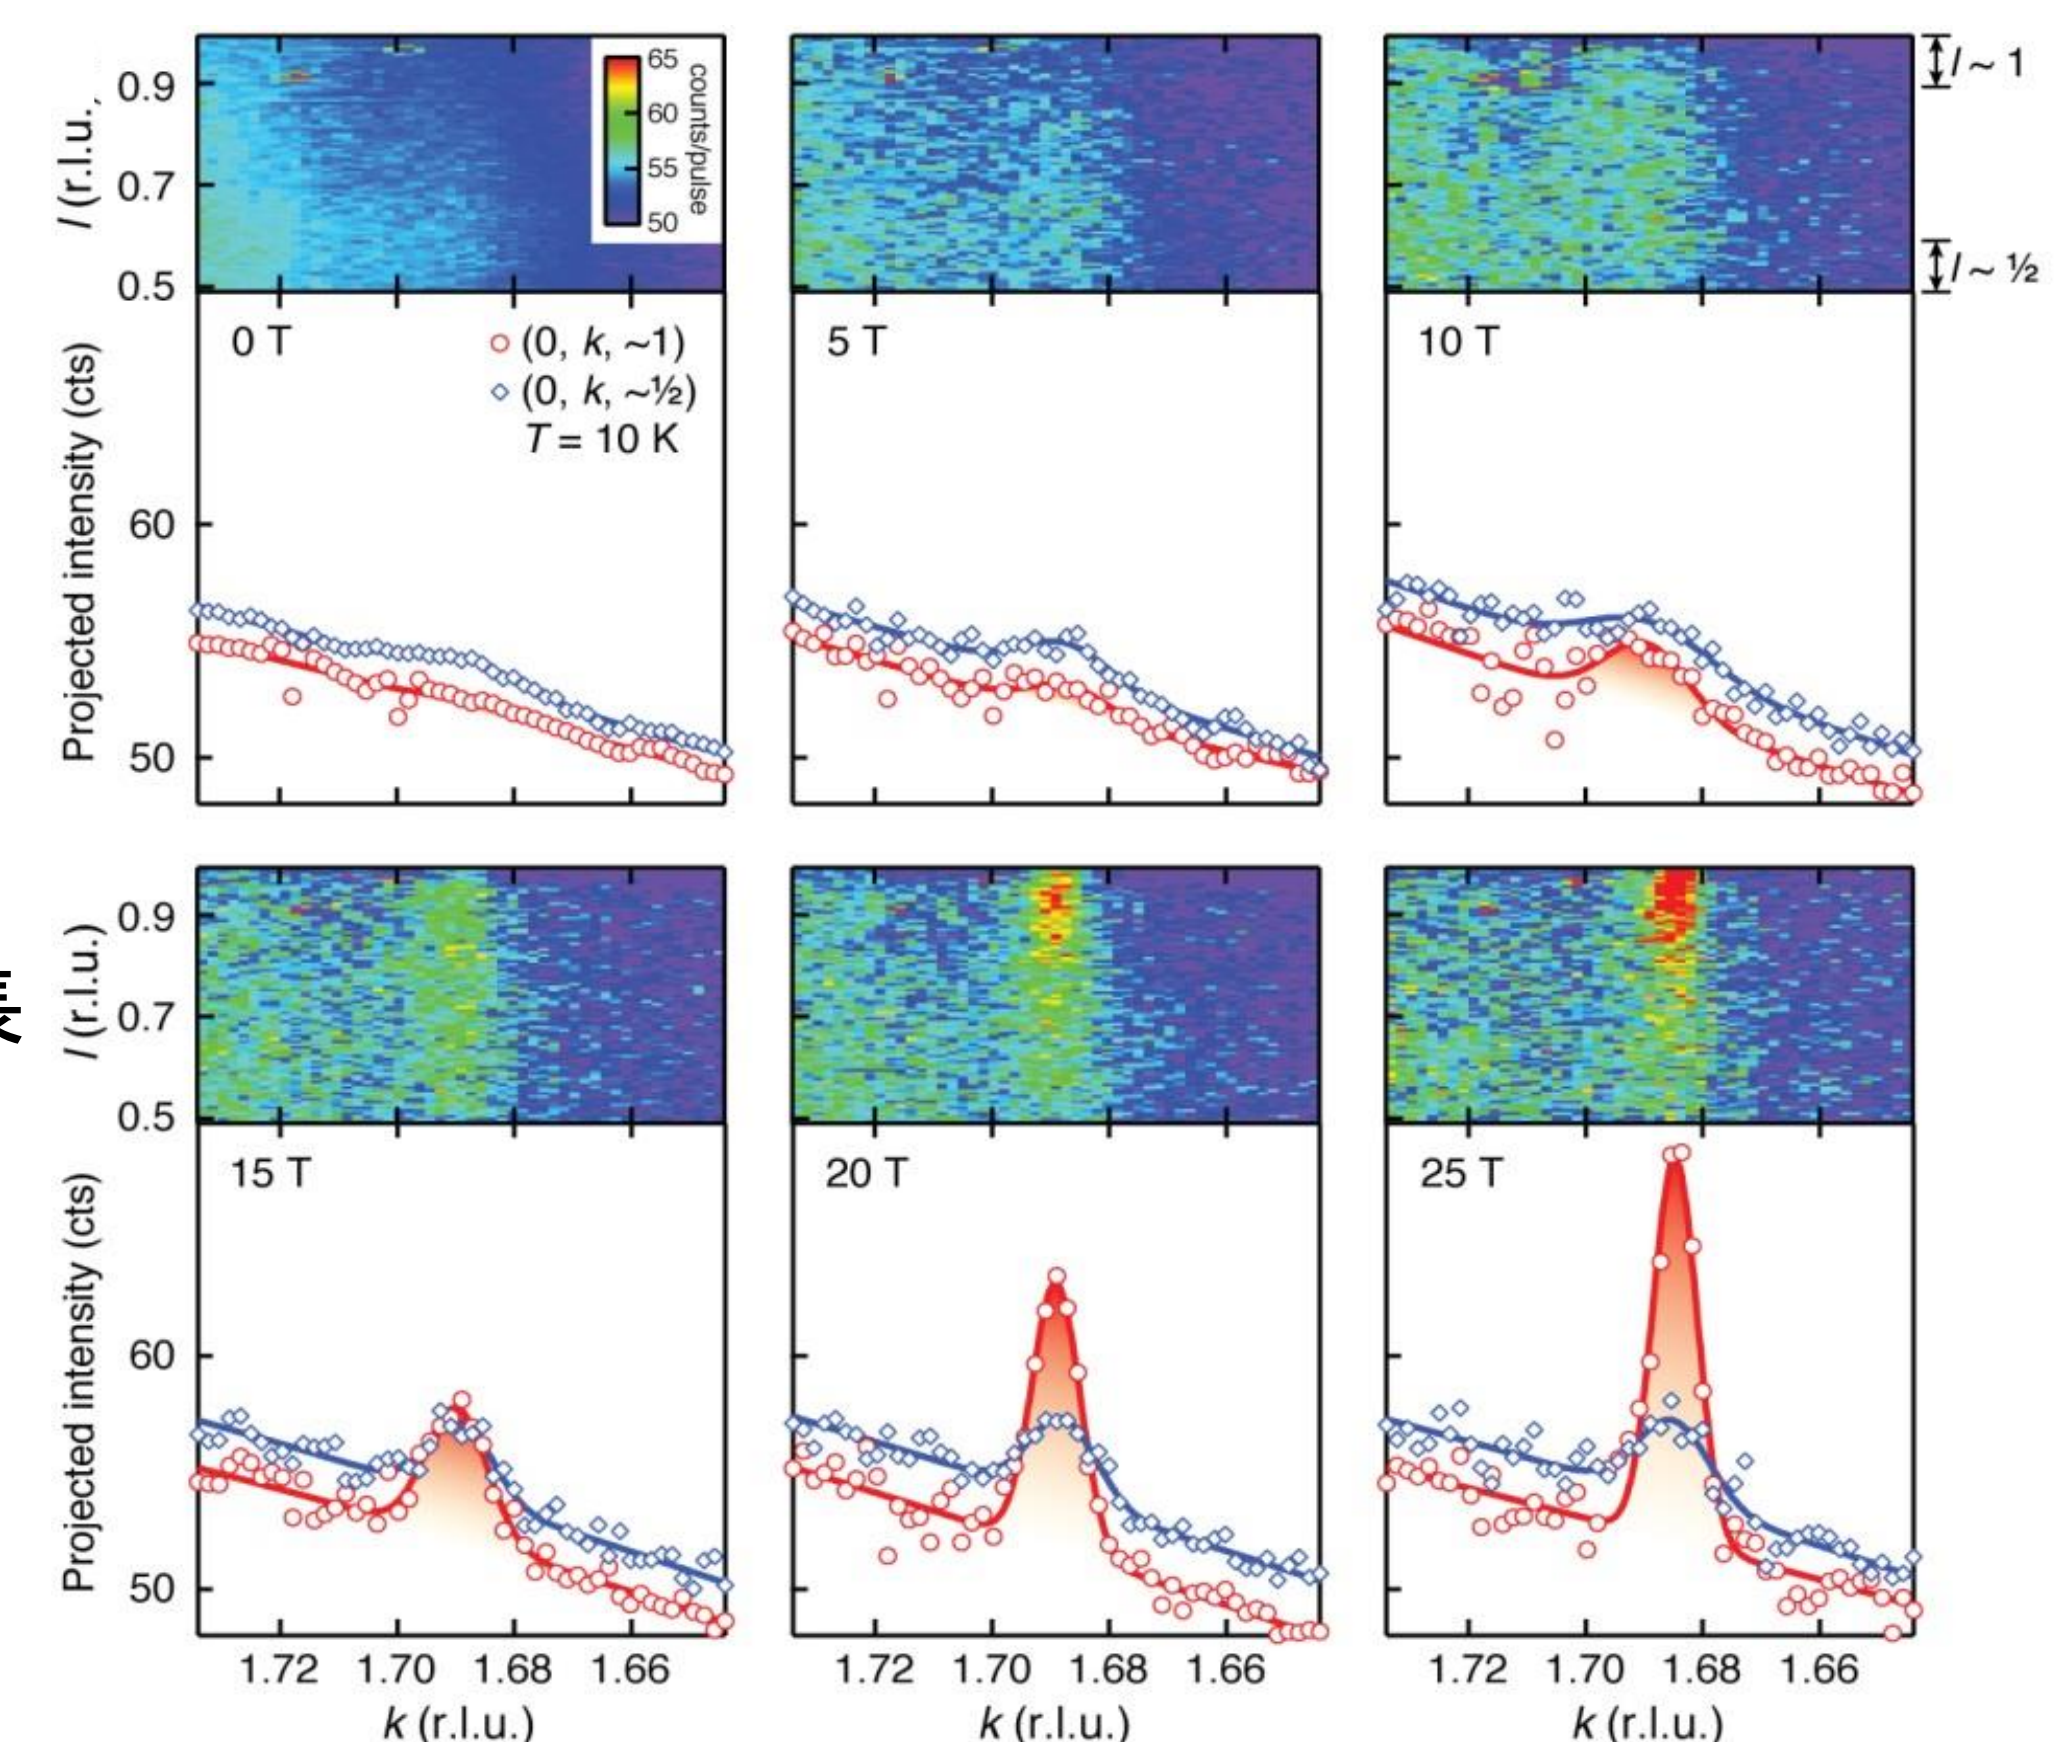 l (r.l.u.)
0.9
0.7
0.5
65
60
55
50
counts/pulse
l ~ 1
l ~ ½
Projected intensity (cts)
60
50
0 T
(0, k, ~1)
(0, k, ~½)
T = 10 K
5 T
10 T
l (r.l.u.)
0.9
0.7
0.5
Projected intensity (cts)
60
50
15 T
20 T
25 T
1.72 1.70 1.68 1.66
1.72 1.70 1.68 1.66
1.72 1.70 1.68 1.66
k (r.l.u.)
k (r.l.u.)
k (r.l.u.)